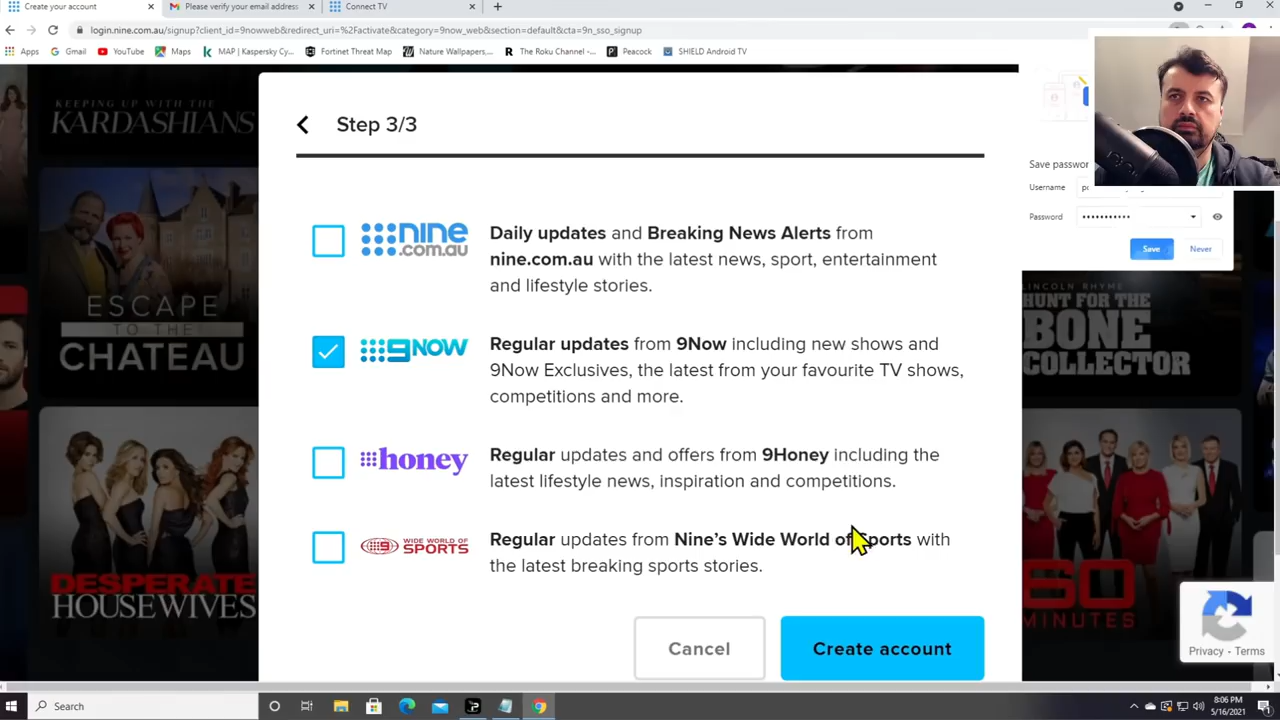 Create your account
Please verify your email address
Connect TV
login.nine.com.au/signup?client_id=9nowweb&redirect_uri=%2Factivate&category=9now_web&section=default&cta=9n_sso_signup
Apps
Gmail
YouTube
Maps
MAP | Kaspersky Cy...
Fortinet Threat Map
Nature Wallpapers,...
The Roku Channel -...
Peacock
SHIELD Android TV
KEEPING UP WITH THE
KARDASHIANS
Step 3/3
Save passwo
Username
Password
Save
Never
nine
.com.au
Daily updates and Breaking News Alerts from
nine.com.au with the latest news, sport, entertainment
and lifestyle stories.
ESCAPE
TO THE
CHATEAU
LINCOLN RHYME
HUNT FOR THE
BONE
COLLECTOR
9NOW
Regular updates from 9Now including new shows and
9Now Exclusives, the latest from your favourite TV shows,
competitions and more.
honey
Regular updates and offers from 9Honey including the
latest lifestyle news, inspiration and competitions.
9 WIDE WORLD OF
SPORTS
Regular updates from Nine's Wide World of Sports with
the latest breaking sports stories.
DESPERATE
HOUSEWIVES
60
MINUTES
Cancel
Create account
Privacy - Terms
Search
8:06 PM
5/16/2021